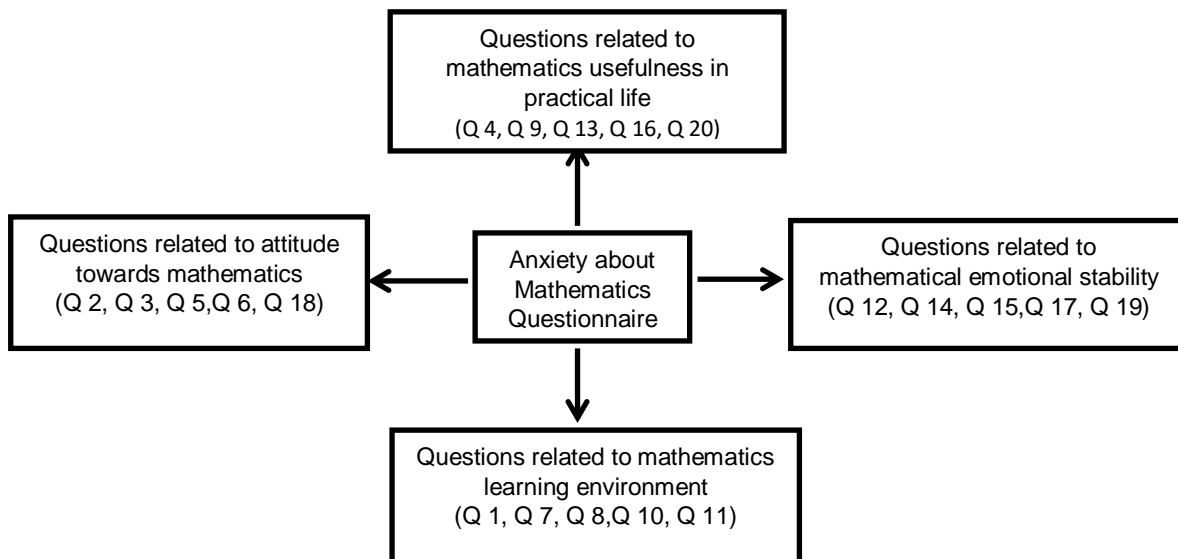 Questions related to
mathematics usefulness in
practical life
(Q 4, Q 9, Q 13, Q 16, Q 20)
Questions related to attitude
towards mathematics
(Q 2, Q 3, Q 5,Q 6, Q 18)
Anxiety about
Mathematics
Questionnaire
Questions related to
mathematical emotional stability
(Q 12, Q 14, Q 15,Q 17, Q 19)
Questions related to mathematics
learning environment
(Q 1, Q 7, Q 8,Q 10, Q 11)